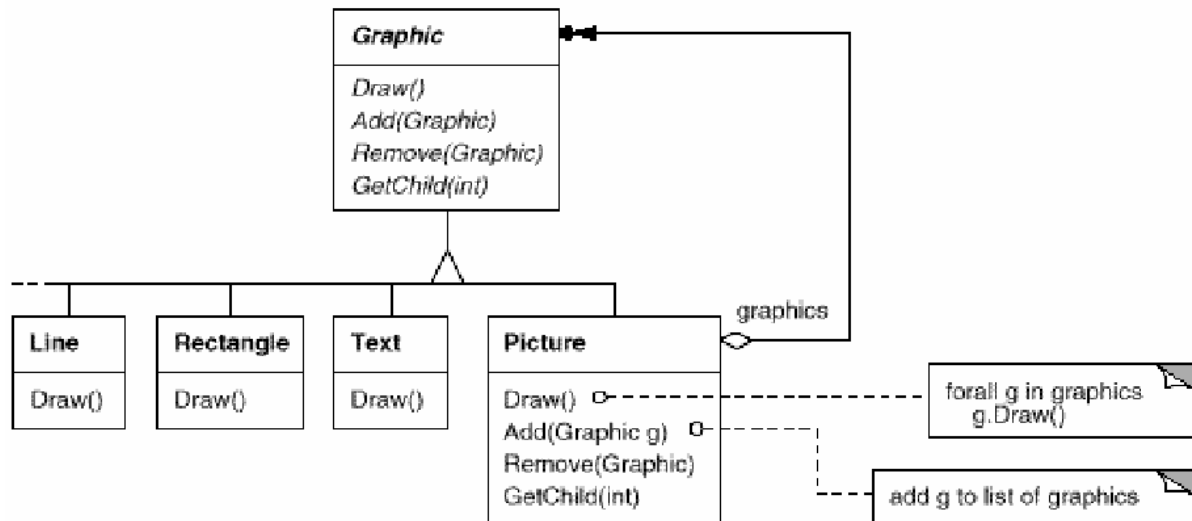 Graphic
Draw()
Add(Graphic)
Remove(Graphic)
GetChild(int)
graphics
Line
Draw()
Rectangle
Draw()
Text
Draw()
Picture
Draw()
Add(Graphic g)
Remove(Graphic)
GetChild(int)
forall g in graphics
g.Draw()
add g to list of graphics